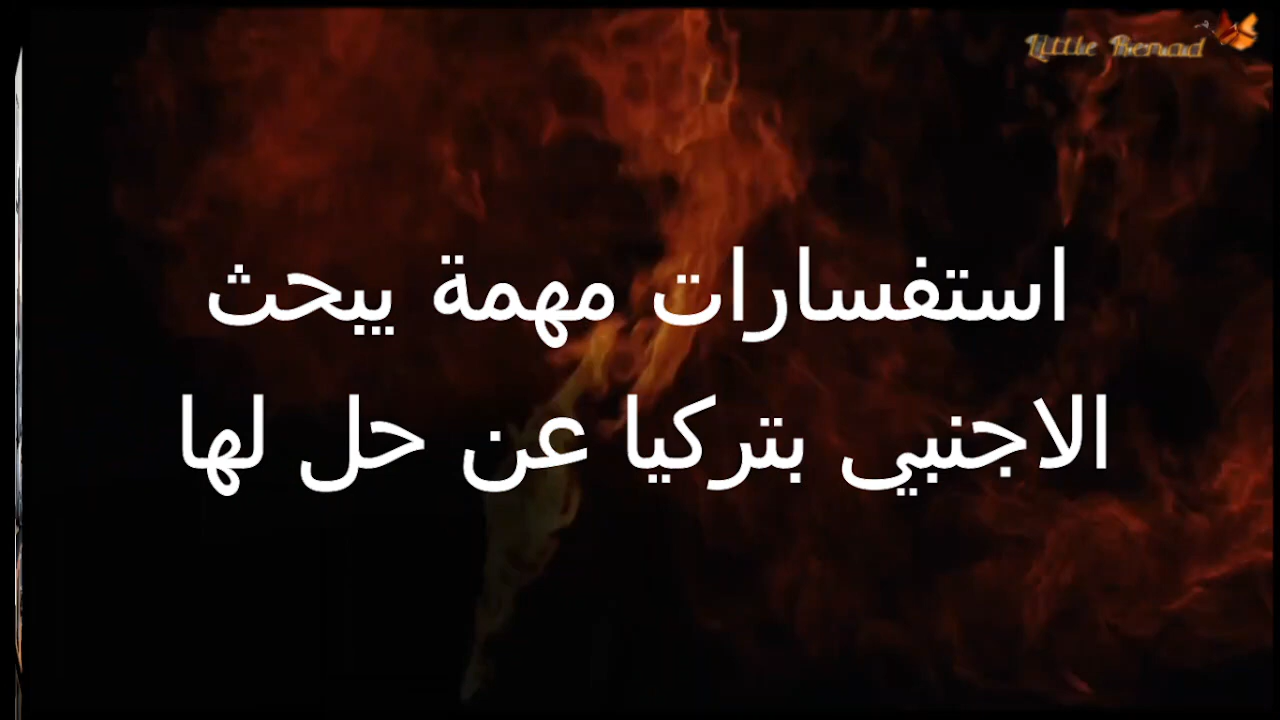 Little Renad
استفسارات مهمة يبحث
الاجنبي بتركيا عن حل لها